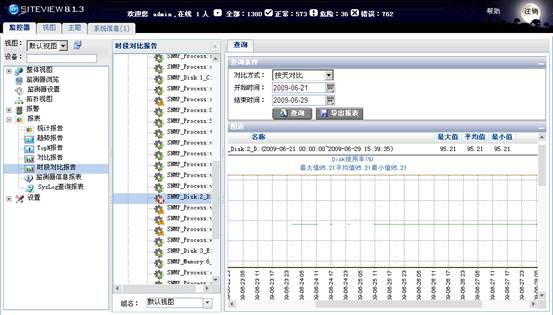 SITEVIEW 8.1.3
欢迎您 admin,在线 1 人 全部：1380 正常：573 危险：36 错误：762
帮助
注销
监控器 视图 主题 系统信息(1)
视图： 默认视图
设备：
整体视图
监测器浏览
监测器设置
拓扑视图
报警
报表
统计报告
趋势报告
TopN报告
对比报告
时段对比报告
监测器信息报表
SysLog查询报表
设置
时段对比报告
SNMP_Process:
SNMP_Process:
SNMP_Disk:1_C:
SNMP_Process:
SNMP_Process:
SNMP_Process:
SNMP_Process:
SNMP_Process:
SNMP_Process:
SNMP_Process:
SNMP_Process:
SNMP_Process:
SNMP_Disk:2_D
SNMP_Process:
SNMP_Process:
SNMP_Process:
SNMP_Disk:3_E:
SNMP_Memory:6_
SNMP_Process:
组名： 默认视图
查询
查询条件
对比方式： 按天对比
开始时间： 2009-06-21
结束时间： 2009-06-29
查询 导出报表
图表
名称 最大值 平均值 最小值
_Disk:2_D:(2009-06-21 00:00:00~2009-06-29 15:39:35) 95.21 95.21 95.21
Disk使用率(%)
最大值95.21平均值95.21最小值95.21